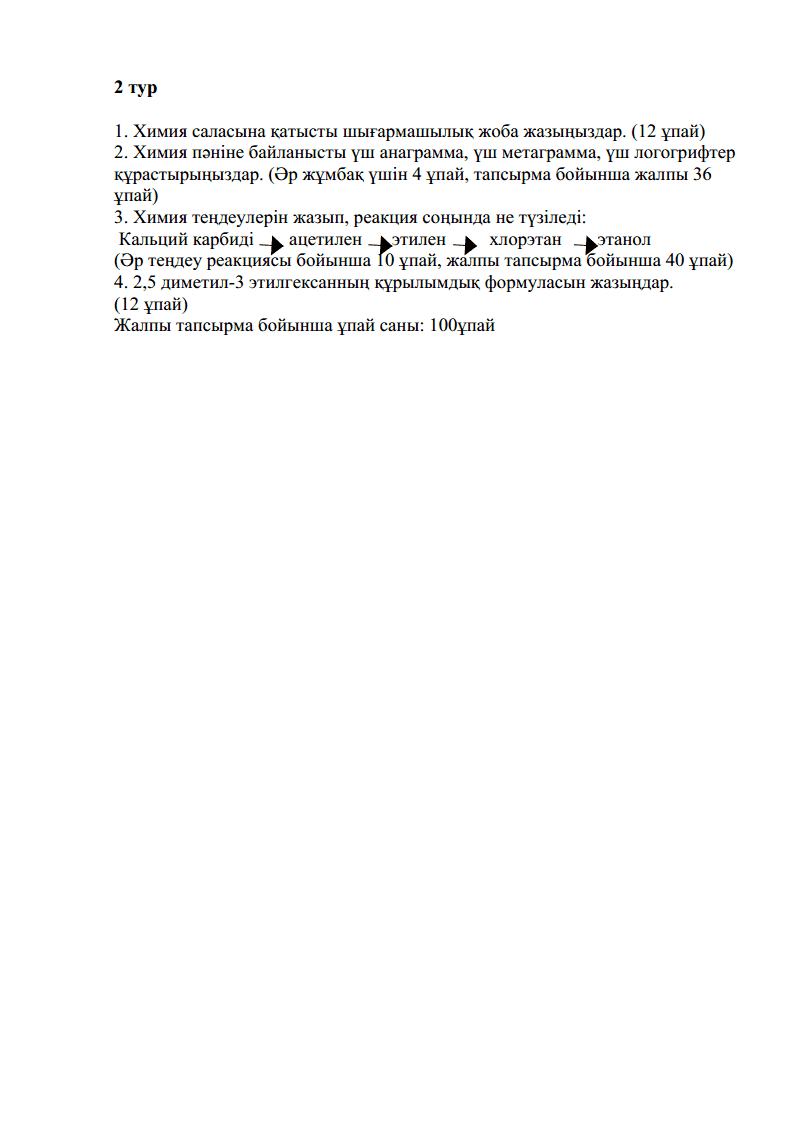 2 тур
1. Химия саласына қатысты шығармашылық жоба жазыңыздар. (12 ұпай)
2. Химия пәніне байланысты үш анаграмма, үш метаграмма, үш логогрифтер
құрастырыңыздар. (Әр жұмбақ үшін 4 ұпай, тапсырма бойынша жалпы 36
ұпай)
3. Химия теңдеулерін жазып, реакция соңында не түзіледі:
Кальций карбиді → ацетилен → этилен → хлорэтан → этанол
(Әр теңдеу реакциясы бойынша 10 ұпай, жалпы тапсырма бойынша 40 ұпай)
4. 2,5 диметил-3 этилгексанның құрылымдық формуласын жазыңдар.
(12 ұпай)
Жалпы тапсырма бойынша ұпай саны: 100ұпай